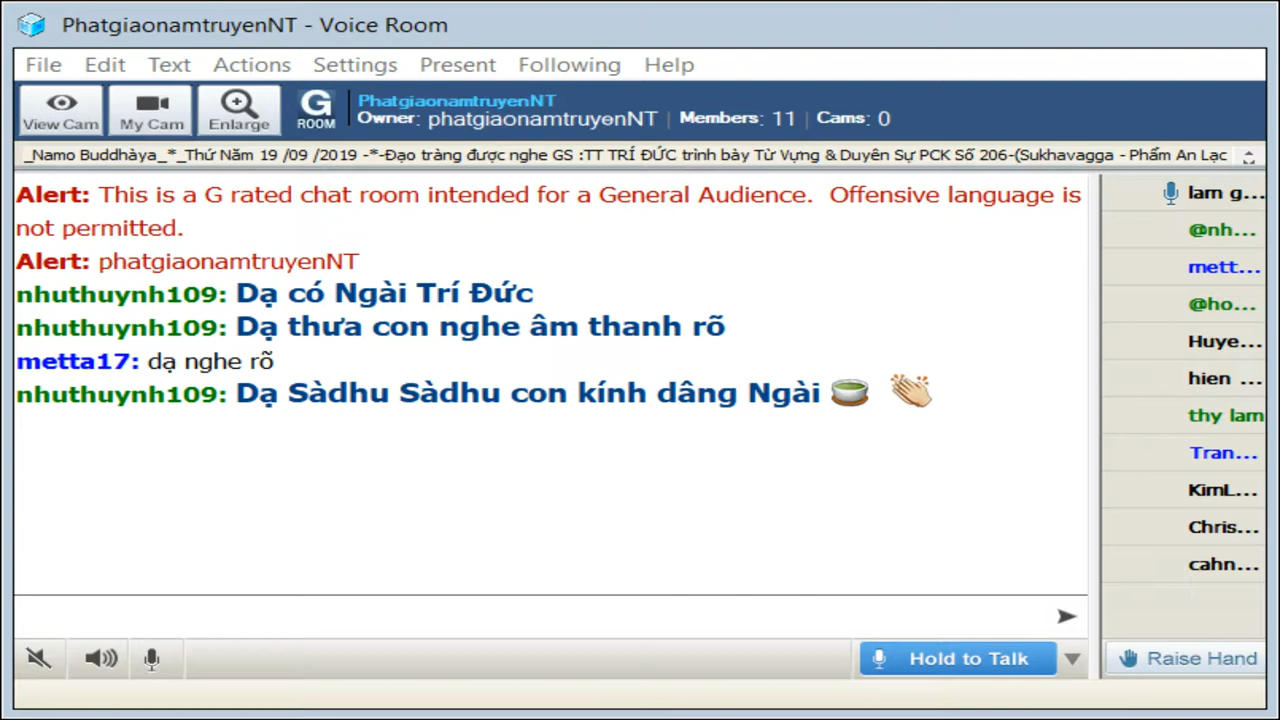 PhatgiaonamtruyenNT - Voice Room
File Edit Text Actions Settings Present Following Help
View Cam My Cam Enlarge G ROOM
PhatgiaonamtruyenNT
Owner: phatgiaonamtruyenNT Members: 11 Cams: 0
_Namo Buddhàya_*_Thứ Năm 19 /09 /2019 -*-Đạo tràng được nghe GS :TT TRÍ ĐỨC trình bày Từ Vựng & Duyên Sự PCK Số 206-(Sukhavagga - Phẩm An Lạc
Alert: This is a G rated chat room intended for a General Audience. Offensive language is
not permitted.
Alert: phatgiaonamtruyenNT
nhuthuynh109: Dạ có Ngài Trí Đức
nhuthuynh109: Dạ thưa con nghe âm thanh rõ
metta17: dạ nghe rõ
nhuthuynh109: Dạ Sàdhu Sàdhu con kính dâng Ngài
lam g...
@nh...
mett...
@ho...
Huye...
hien ...
thy lam
Tran...
KimL...
Chris...
cahn...
Hold to Talk
Raise Hand